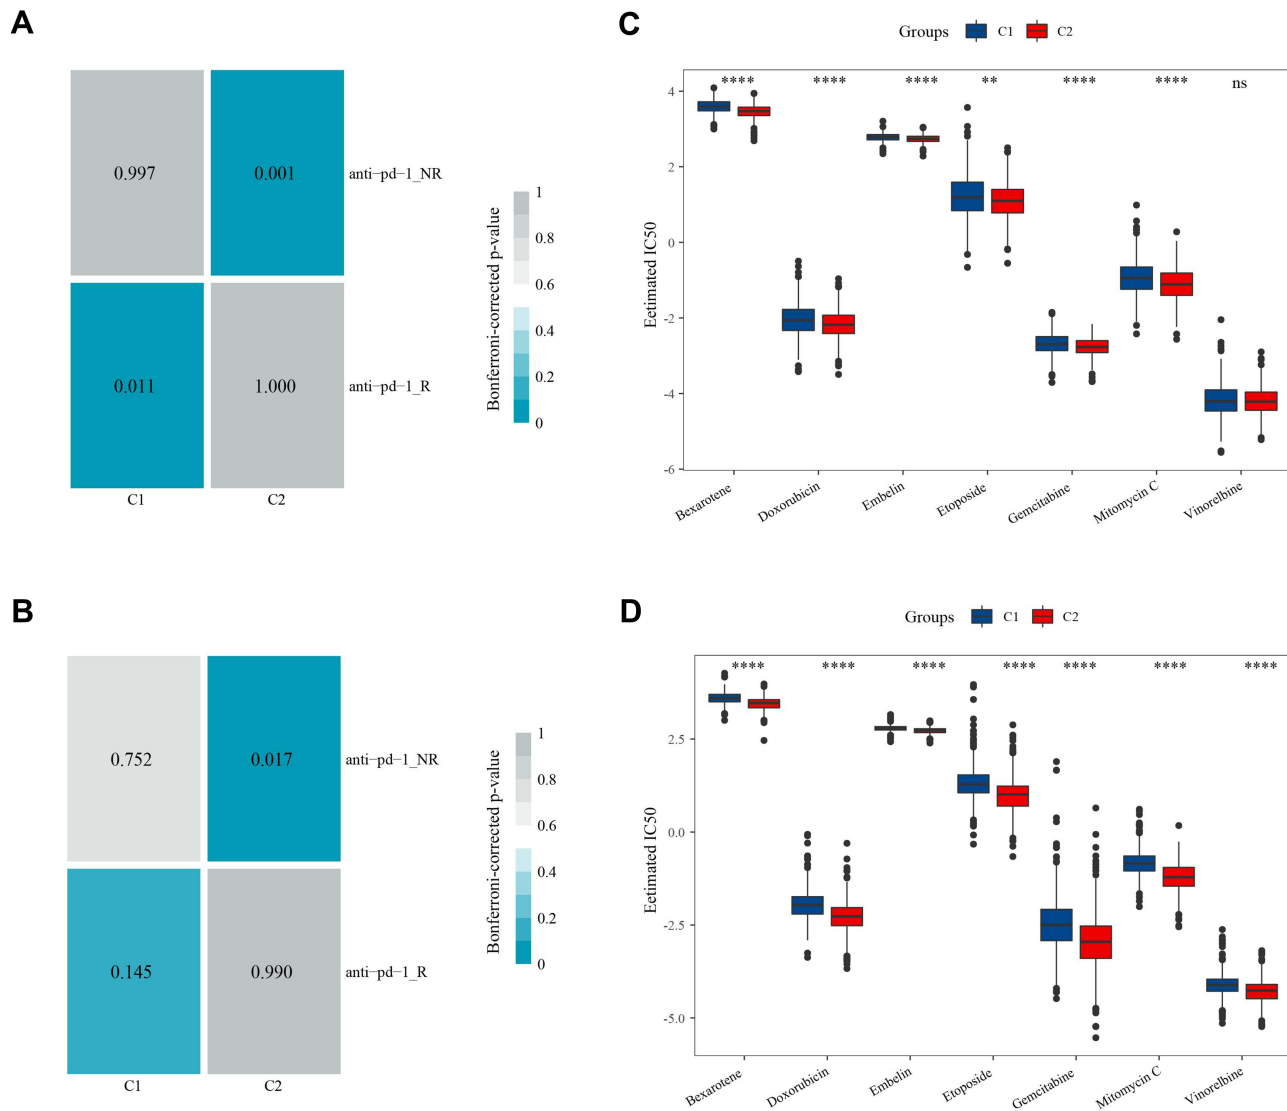 A
0.997 0.001 anti-pd-1_NR
0.011 1.000 anti-pd-1_R
C1 C2
Bonferroni-corrected p-value
1
0.8
0.6
0.4
0.2
0
C
Groups C1 C2
**** **** **** ** **** **** ns
Eetimated IC50
4
2
0
-2
-4
-6
Bexarotene Doxorubicin Embelin Etoposide Gemcitabine Mitomycin C Vinorelbine
B
0.752 0.017 anti-pd-1_NR
0.145 0.990 anti-pd-1_R
C1 C2
Bonferroni-corrected p-value
1
0.8
0.6
0.4
0.2
0
D
Groups C1 C2
**** **** **** **** **** **** ****
Eetimated IC50
2.5
0.0
-2.5
-5.0
Bexarotene Doxorubicin Embelin Etoposide Gemcitabine Mitomycin C Vinorelbine